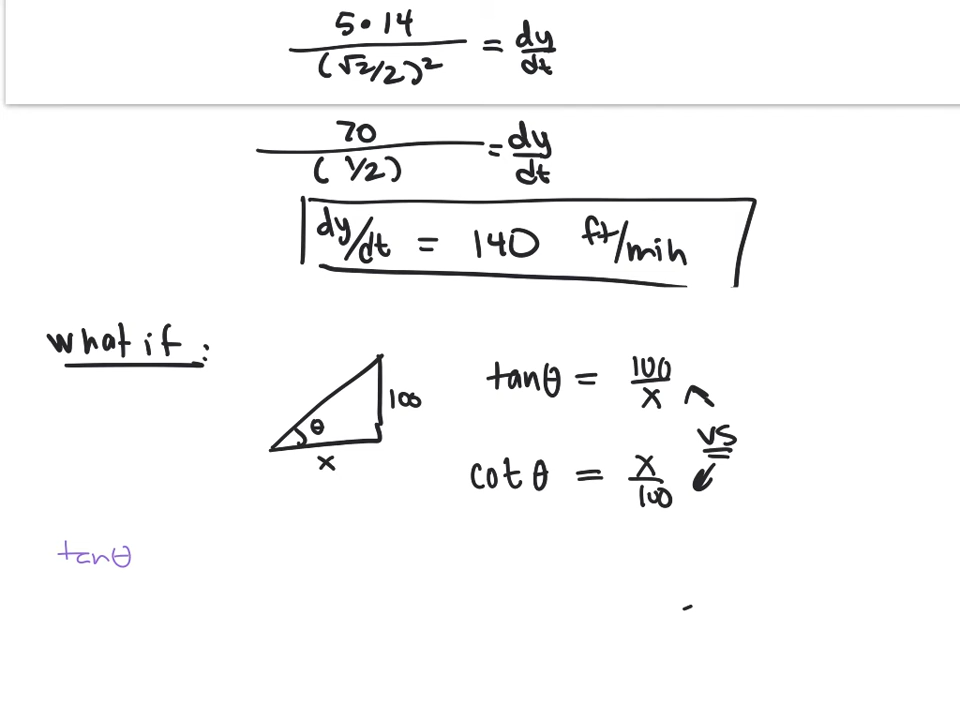 5 • 14 / (√2/2)² = dy/dt
70 / (1/2) = dy/dt
dy/dt = 140 ft/min
What if :
tanθ = 100/x
100
θ
vs
x
cot θ = x/100
tanθ